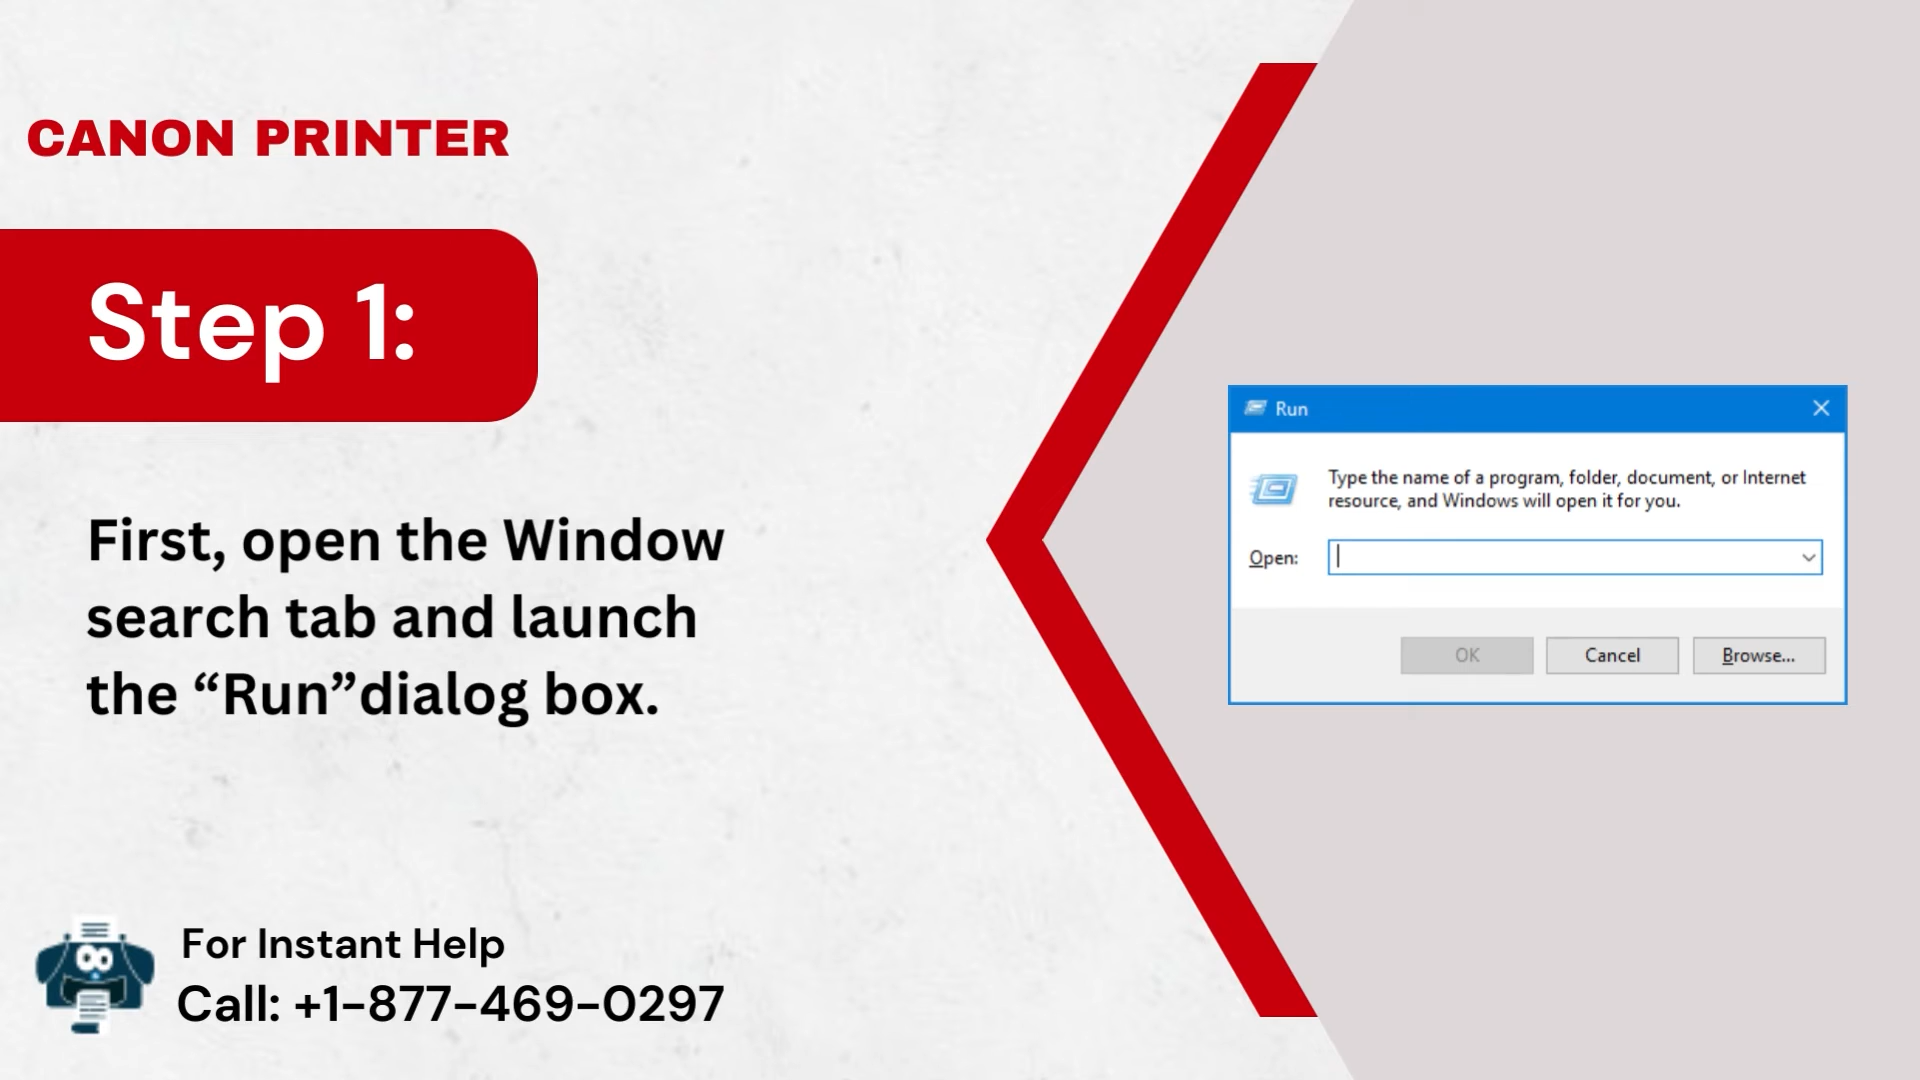 CANON PRINTER
Step 1:
First, open the Window
search tab and launch
the “Run”dialog box.
For Instant Help
Call: +1-877-469-0297
Run
Type the name of a program, folder, document, or Internet
resource, and Windows will open it for you.
Open:
OK
Cancel
Browse...